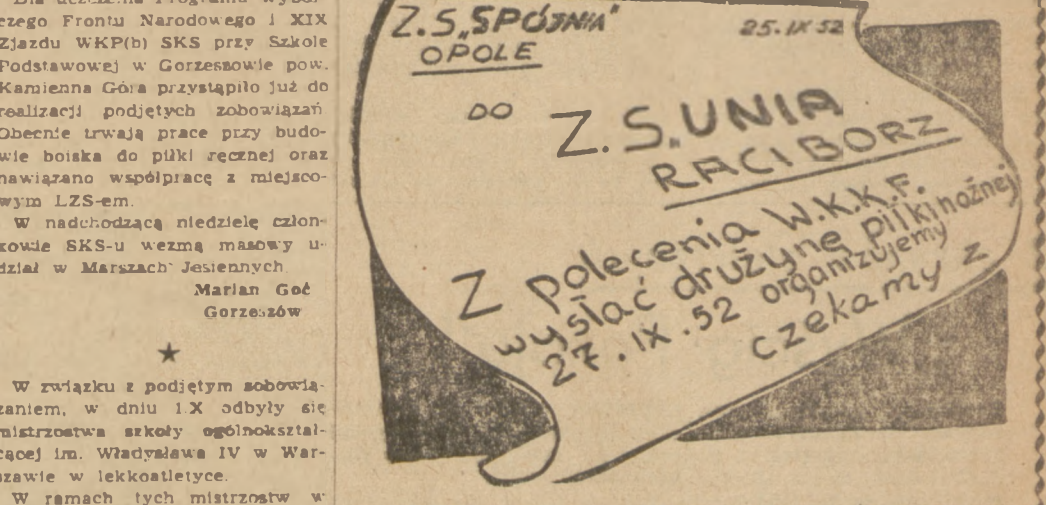 Dla uczczenia Programu Wybor-
czego Frontu Narodowego i XIX
Zjazdu WKP(b) SKS przy Szkole
Podstawowej w Gorzeszowie pow.
Kamienna Góra przystąpiło już do
realizacji podjętych zobowiązań
Obecnie trwają prace przy budo-
wie boiska do piłki ręcznej oraz
nawiązano współpracę z miejsco-
wym LZS-em.
W nadchodzącą niedzielę człon-
kowie SKS-u wezmą masowy u-
dział w Marszach Jesiennych
Marian Goć
Gorzeszów
★
W związku z podjętym zobowią-
zaniem, w dniu 1.X odbyły się
mistrzostwa szkoły ogólnokształ-
cącej im. Władysława IV w War-
szawie w lekkoatletyce.
W ramach tych mistrzostw w
Z.S. „SPÓJNIA"
OPOLE
25.IX 52
DO
Z.S. „UNIA
RACIBORZ
Z polecenia W.K.K.F.
wysłać drużynę piłki nożnej
27.IX.52 organizujemy
czekamy z